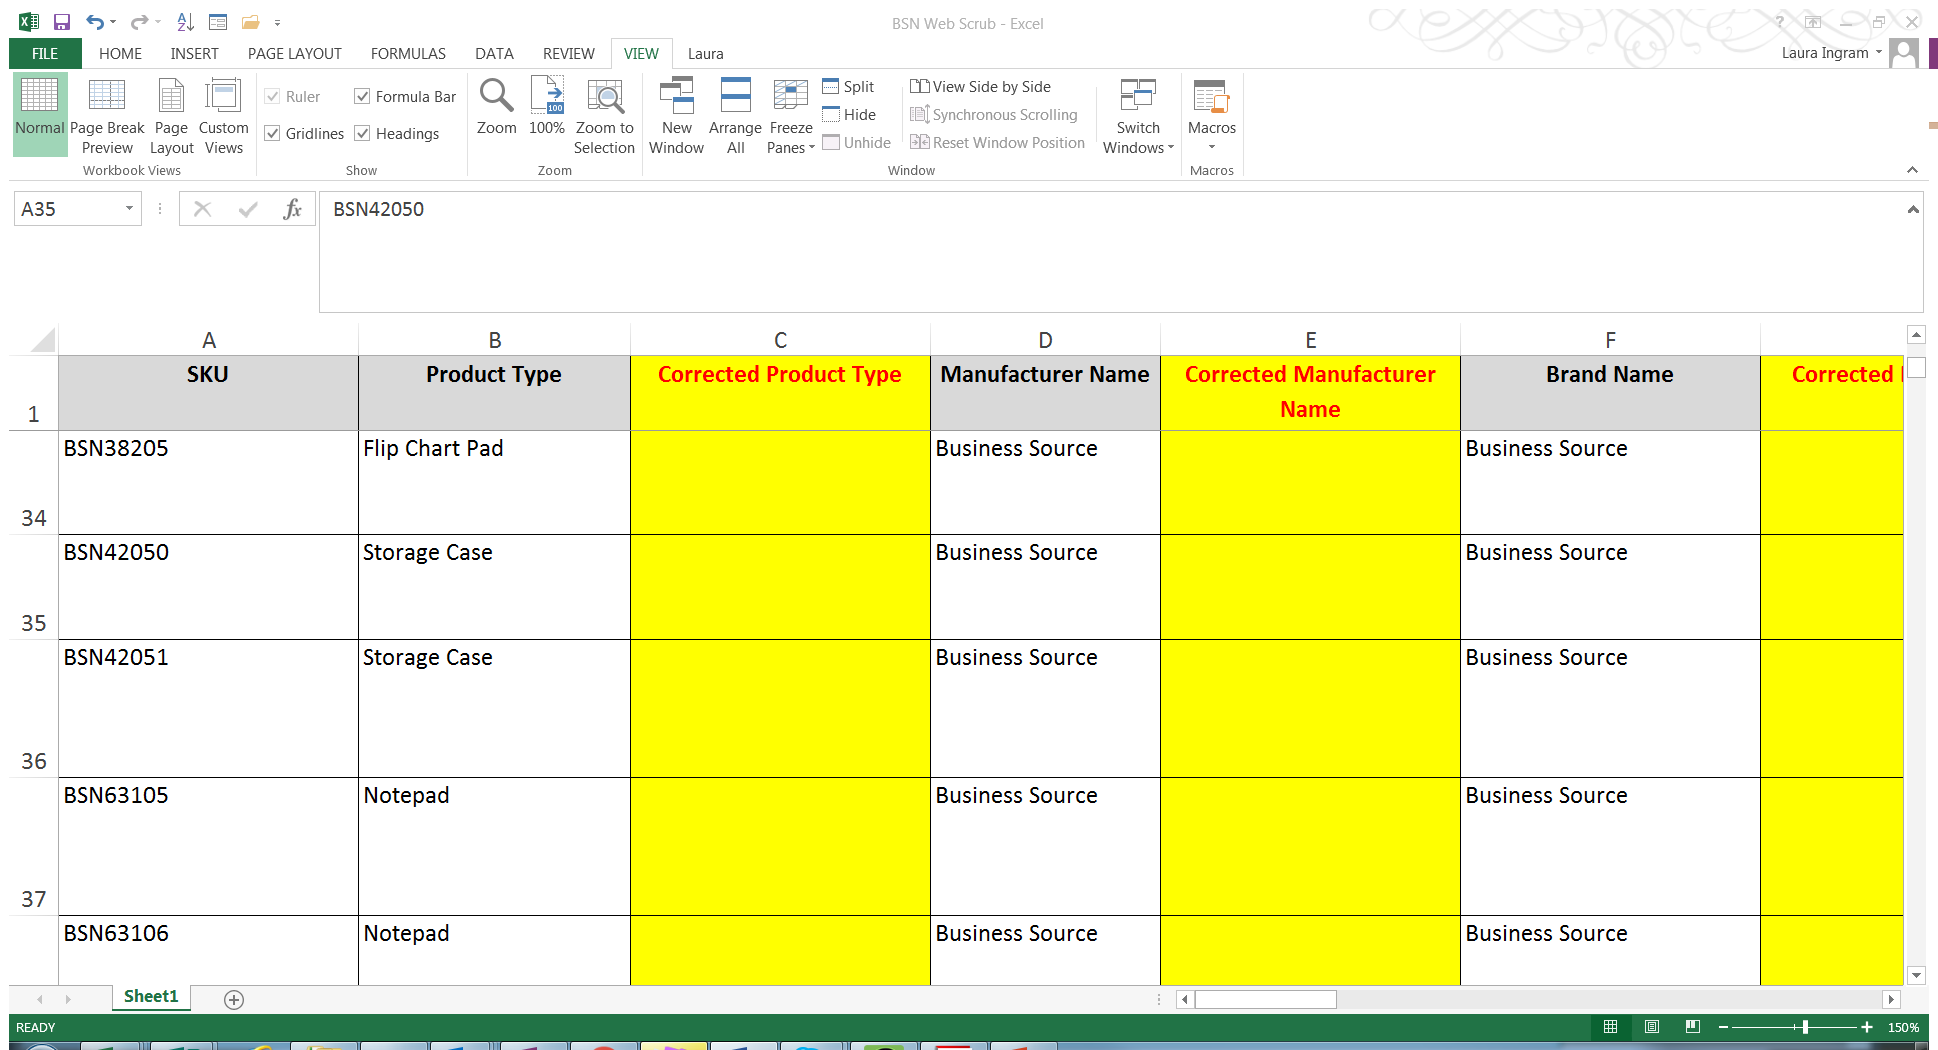 BSN Web Scrub - Excel
FILE HOME INSERT PAGE LAYOUT FORMULAS DATA REVIEW VIEW Laura
Laura Ingram
Normal
Page Break Preview
Page Layout
Custom Views
Workbook Views
Ruler
Formula Bar
Gridlines
Headings
Show
Zoom
100%
Zoom to Selection
Zoom
New Window
Arrange All
Freeze Panes
Split
Hide
Unhide
View Side by Side
Synchronous Scrolling
Reset Window Position
Window
Switch Windows
Macros
Macros
A35
fx
BSN42050
A B C D E F
1 SKU Product Type Corrected Product Type Manufacturer Name Corrected Manufacturer Name Brand Name Corrected
34 BSN38205 Flip Chart Pad Business Source Business Source
35 BSN42050 Storage Case Business Source Business Source
36 BSN42051 Storage Case Business Source Business Source
37 BSN63105 Notepad Business Source Business Source
BSN63106 Notepad Business Source Business Source
Sheet1
READY
150%